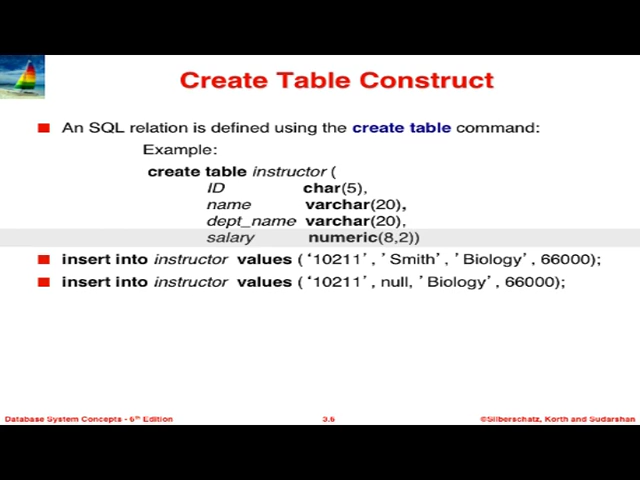 Create Table Construct
An SQL relation is defined using the create table command:
Example:
create table instructor (
ID char(5),
name varchar(20),
dept_name varchar(20),
salary numeric(8,2))
insert into instructor values (‘10211’, ’Smith’, ’Biology’, 66000);
insert into instructor values (‘10211’, null, ’Biology’, 66000);
Database System Concepts - 6th Edition 3.6 ©Silberschatz, Korth and Sudarshan